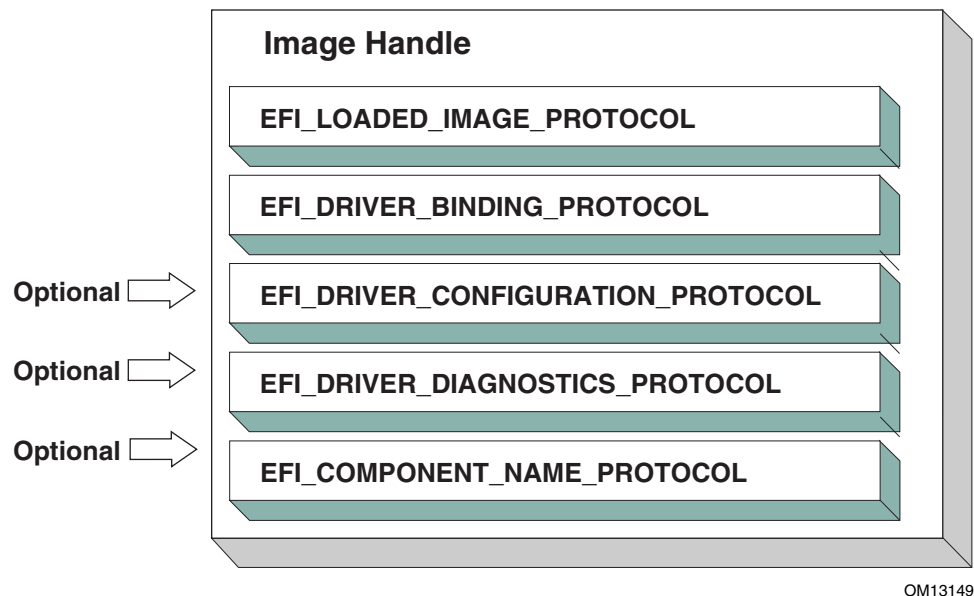 Image Handle
EFI_LOADED_IMAGE_PROTOCOL
EFI_DRIVER_BINDING_PROTOCOL
Optional
EFI_DRIVER_CONFIGURATION_PROTOCOL
Optional
EFI_DRIVER_DIAGNOSTICS_PROTOCOL
Optional
EFI_COMPONENT_NAME_PROTOCOL
OM13149